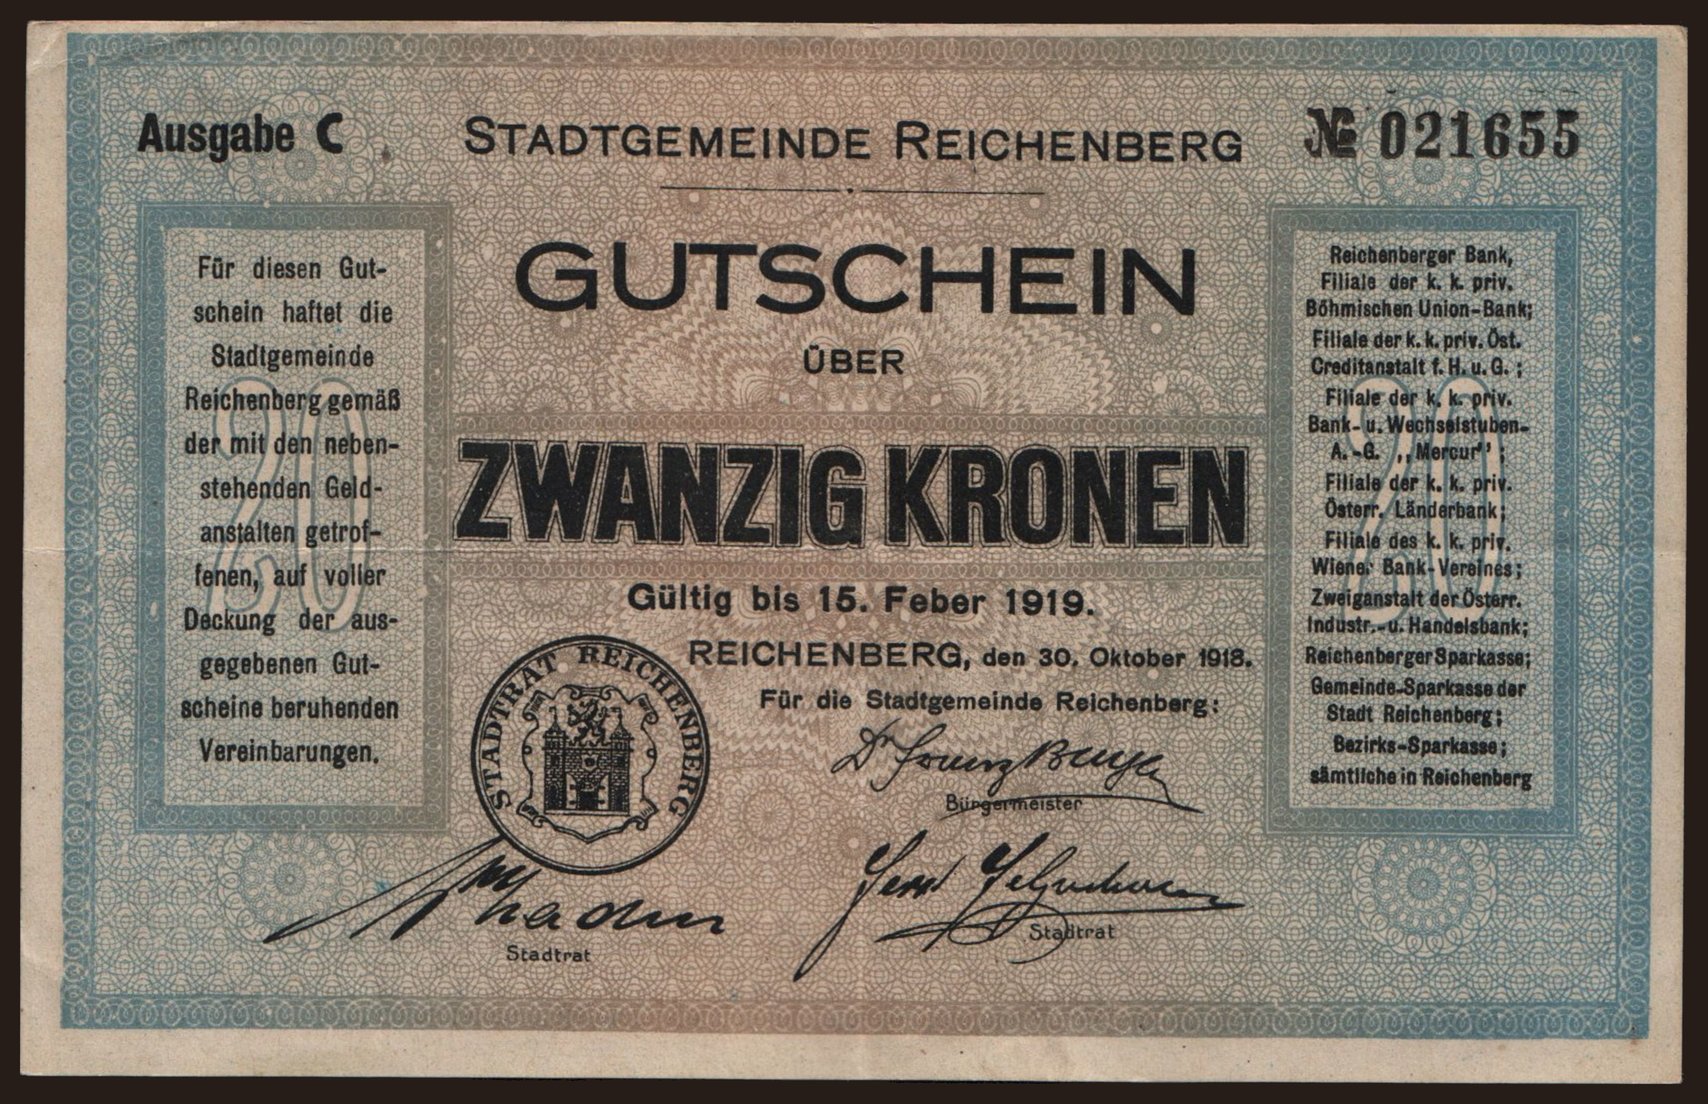 Ausgabe C
STADTGEMEINDE REICHENBERG
№ 021655
GUTSCHEIN
ÜBER
ZWANZIG KRONEN
Gültig bis 15. Feber 1919.
REICHENBERG, den 30. Oktober 1918.
Für die Stadtgemeinde Reichenberg:
Dr Franz Bayer
Bürgermeister
Stadtrat
Stadtrat
STADTRAT REICHENBERG
Für diesen Gut-
schein haftet die
Stadtgemeinde
Reichenberg gemäß
der mit den neben-
stehenden Geld-
anstalten getrof-
fenen, auf voller
Deckung der aus-
gegebenen Gut-
scheine beruhenden
Vereinbarungen.
20
Reichenberger Bank,
Filiale der k. k. priv.
Böhmischen Union-Bank;
Filiale der k. k. priv. Öst.
Creditanstalt f. H. u. G.;
Filiale der k. k. priv.
Bank- u. Wechselstuben-
A.-G. „Mercur";
Filiale der k. k. priv.
Österr. Länderbank;
Filiale des k. k. priv.
Wiener Bank-Vereines;
Zweiganstalt der Österr.
Industr.- u. Handelsbank;
Reichenberger Sparkasse;
Gemeinde-Sparkasse der
Stadt Reichenberg;
Bezirks-Sparkasse;
sämtliche in Reichenberg
20